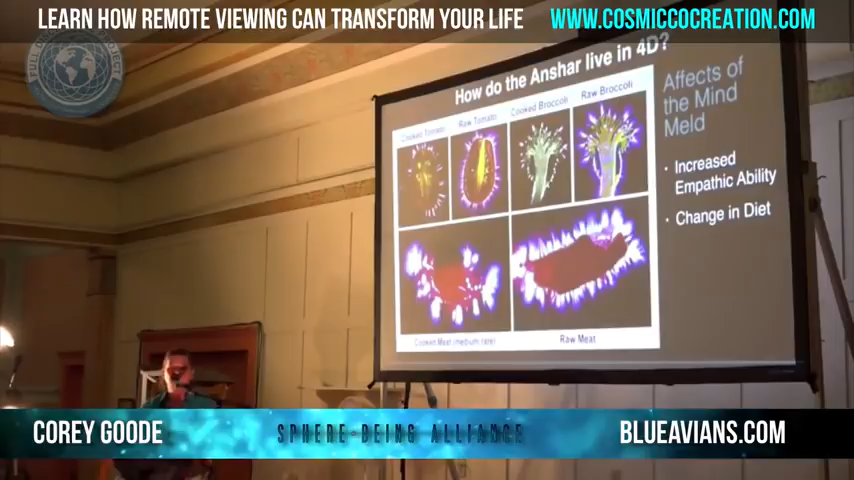 LEARN HOW REMOTE VIEWING CAN TRANSFORM YOUR LIFE WWW.COSMICCOCREATION.COM
How do the Anshar live in 4D?
Cooked Tomato Raw Tomato Cooked Broccoli Raw Broccoli
Affects of
the Mind
Meld
• Increased
Empathic Ability
• Change in Diet
Cooked Meat (medium rare) Raw Meat
COREY GOODE SPHERE-BEING ALLIANCE BLUEAVIANS.COM